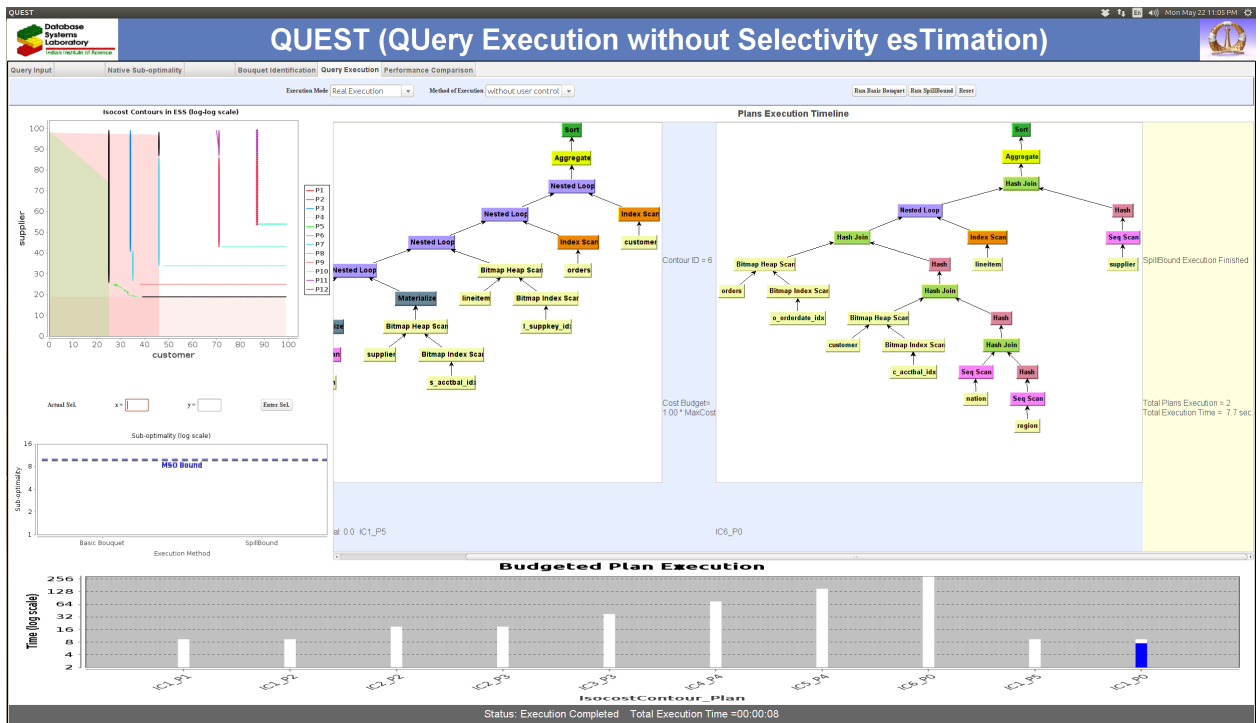 QUEST
En
Mon May 22 11:05 PM
Database
Systems
Laboratory
Indian Institute of Science
QUEST (QUery Execution without Selectivity esTimation)
Query Input Native Sub-optimality Bouquet Identification Query Execution Performance Comparison
Execution Mode Real Execution Method of Execution without user control Run Basic Bouquet Run SpillBound Reset
Isocost Contours in ESS (log-log scale)
100
90
80
70
60
50
40
30
20
10
0
supplier
0 10 20 30 40 50 60 70 80 90 100
customer
P1
P2
P3
P4
P5
P6
P7
P8
P9
P10
P11
P12
Actual Sel. x= y= Enter Sel.
Sub-optimality (log scale)
16
8
4
2
1
Sub-optimality
MSO Bound
Basic Bouquet SpillBound
Execution Method
Plans Execution Timeline
Sort
Aggregate
Nested Loop
Nested Loop Index Scan
Nested Loop Index Scan customer
Nested Loop Bitmap Heap Scan orders
Materialize lineitem Bitmap Index Scan
ize Bitmap Heap Scan l_suppkey_id
an supplier Bitmap Index Scan
s_acctbal_id
al: 0.0 IC1_P5
Contour ID = 6
Cost Budget=
1.00 * MaxCost
Sort
Aggregate
Hash Join
Nested Loop Hash
Hash Join Index Scan Seq Scan
Bitmap Heap Scan Hash lineitem supplier
orders Bitmap Index Scan Hash Join
o_orderdate_idx Bitmap Heap Scan Hash
customer Bitmap Index Scan Hash Join
c_acctbal_idx Seq Scan Hash
nation Seq Scan
region
IC6_P0
SpillBound Execution Finished
Total Plans Execution = 2
Total Execution Time = 7.7 sec.
Budgeted Plan Execution
256
128
64
32
16
8
4
2
Time (log scale)
IC1_P1 IC1_P2 IC2_P2 IC2_P3 IC3_P3 IC4_P4 IC5_P4 IC6_P0 IC1_P5 IC1_P0
IsocostContour_Plan
Status: Execution Completed Total Execution Time =00:00:08